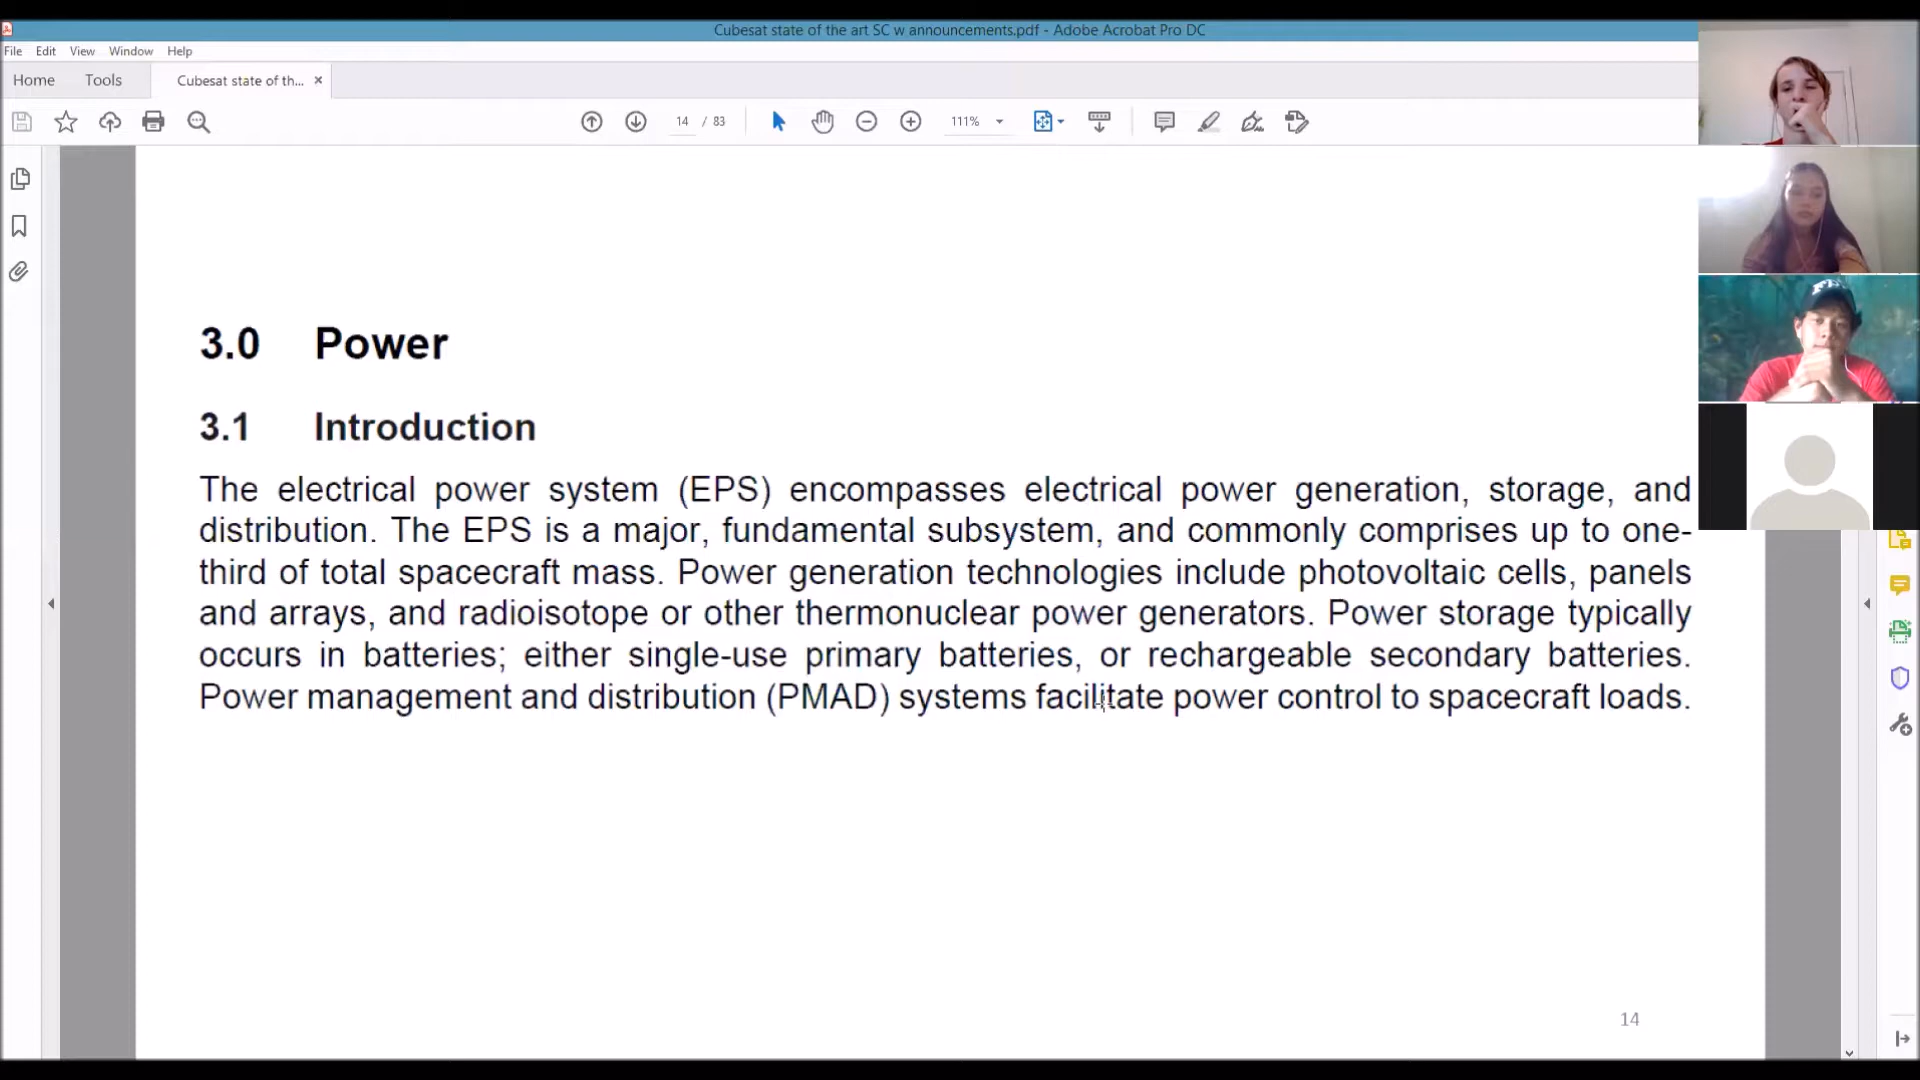 Cubesat state of the art SC w announcements.pdf - Adobe Acrobat Pro DC
File Edit View Window Help
Home Tools Cubesat state of th... ×
14 / 83 111%
3.0 Power
3.1 Introduction
The electrical power system (EPS) encompasses electrical power generation, storage, and
distribution. The EPS is a major, fundamental subsystem, and commonly comprises up to one-
third of total spacecraft mass. Power generation technologies include photovoltaic cells, panels
and arrays, and radioisotope or other thermonuclear power generators. Power storage typically
occurs in batteries; either single-use primary batteries, or rechargeable secondary batteries.
Power management and distribution (PMAD) systems facilitate power control to spacecraft loads.
14